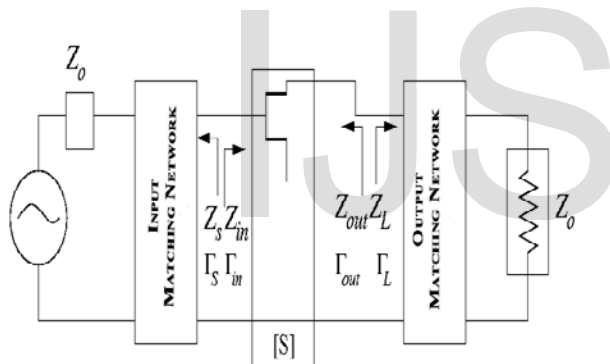 IJS
Z_o
INPUT
MATCHING NETWORK
Z_s Z_in
Γ_S Γ_in
Z_out Z_L
Γ_out Γ_L
OUTPUT
MATCHING NETWORK
Z_o
[S]